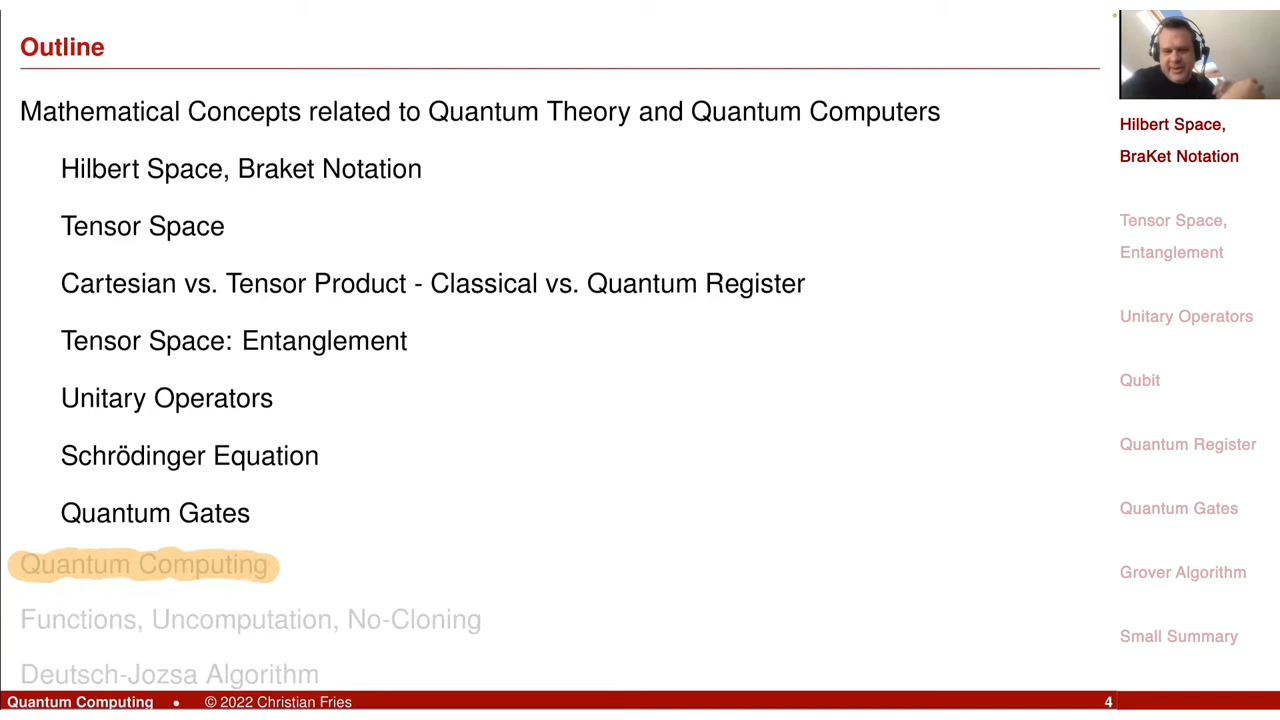 Outline
Mathematical Concepts related to Quantum Theory and Quantum Computers
Hilbert Space, Braket Notation
Tensor Space
Cartesian vs. Tensor Product - Classical vs. Quantum Register
Tensor Space: Entanglement
Unitary Operators
Schrödinger Equation
Quantum Gates
Quantum Computing
Functions, Uncomputation, No-Cloning
Deutsch-Jozsa Algorithm
Hilbert Space,
BraKet Notation
Tensor Space,
Entanglement
Unitary Operators
Qubit
Quantum Register
Quantum Gates
Grover Algorithm
Small Summary
Quantum Computing • © 2022 Christian Fries 4